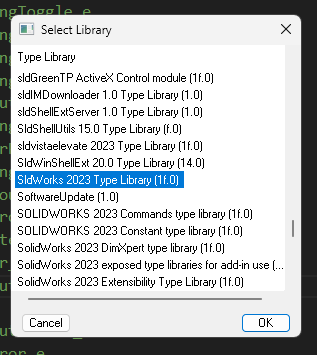 ngToggle e
Select Library
Type Library
sldGreenTP ActiveX Control module (1f.0)
sldIMDownloader 1.0 Type Library (1.0)
sldShellExtServer 1.0 Type Library (1.0)
SldShellUtils 15.0 Type Library (f.0)
sldvistaelevate 2023 Type Library (1f.0)
SldWinShellExt 20.0 Type Library (14.0)
SldWorks 2023 Type Library (1f.0)
SoftwareUpdate (1.0)
SOLIDWORKS 2023 Commands type library (1f.0)
SOLIDWORKS 2023 Constant type library (1f.0)
SolidWorks 2023 DimXpert type library (1f.0)
SolidWorks 2023 exposed type libraries for add-in use (...
SolidWorks 2023 Extensibility Type Library (1f.0)
Cancel
OK